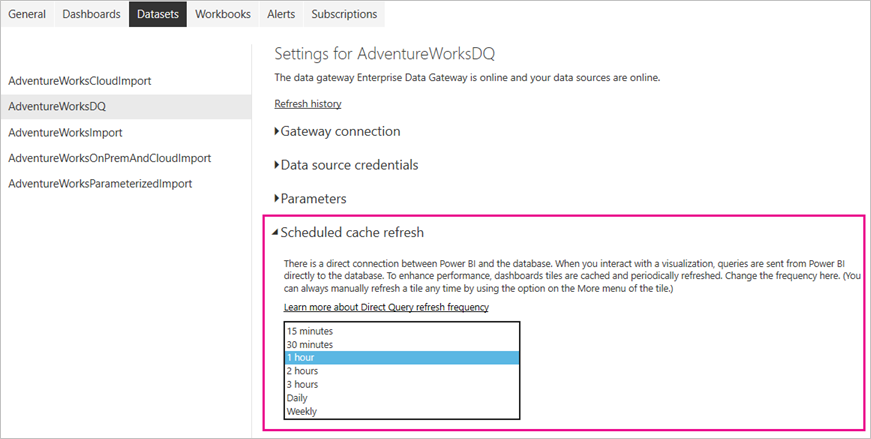 General Dashboards Datasets Workbooks Alerts Subscriptions
AdventureWorksCloudImport
AdventureWorksDQ
AdventureWorksImport
AdventureWorksOnPremAndCloudImport
AdventureWorksParameterizedImport
Settings for AdventureWorksDQ
The data gateway Enterprise Data Gateway is online and your data sources are online.
Refresh history
Gateway connection
Data source credentials
Parameters
Scheduled cache refresh
There is a direct connection between Power BI and the database. When you interact with a visualization, queries are sent from Power BI
directly to the database. To enhance performance, dashboards tiles are cached and periodically refreshed. Change the frequency here. (You
can always manually refresh a tile any time by using the option on the More menu of the tile.)
Learn more about Direct Query refresh frequency
15 minutes
30 minutes
1 hour
2 hours
3 hours
Daily
Weekly